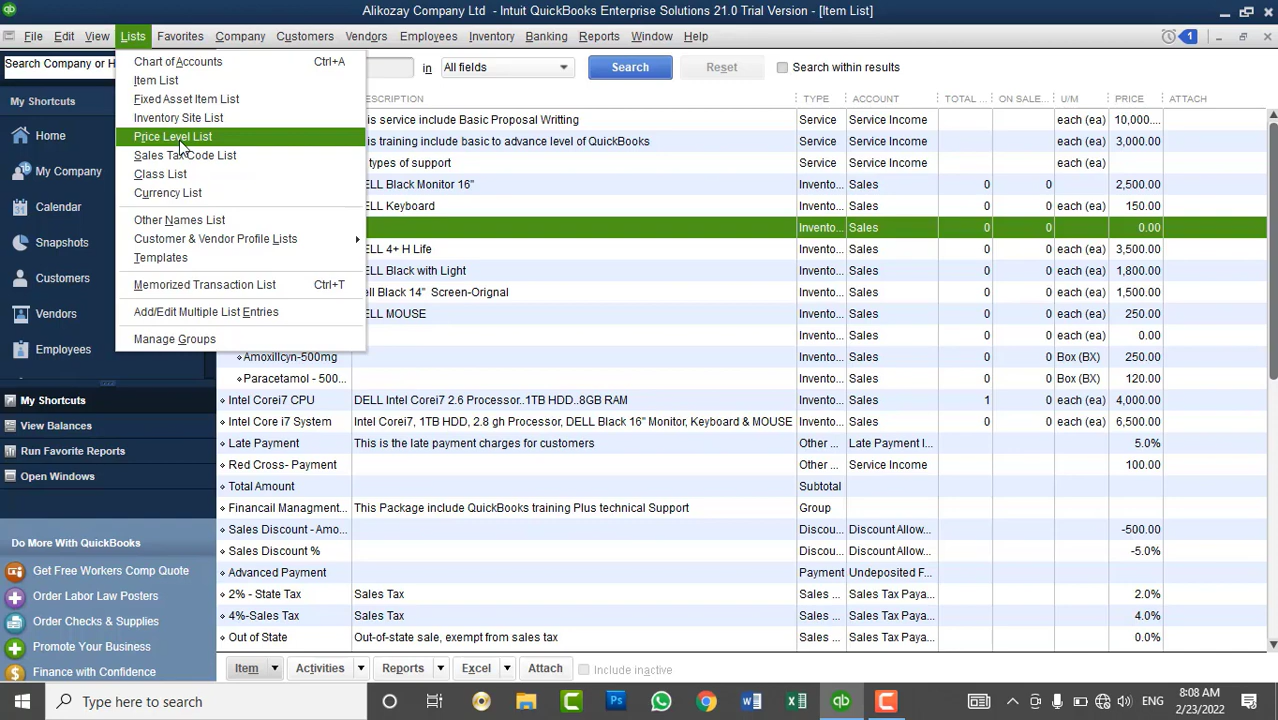 Alikozay Company Ltd - Intuit QuickBooks Enterprise Solutions 21.0 Trial Version - [Item List]
File Edit View Lists Favorites Company Customers Vendors Employees Inventory Banking Reports Window Help 1
Search Company or H
in All fields Search Reset Search within results
My Shortcuts
Home
My Company
Calendar
Snapshots
Customers
Vendors
Employees
My Shortcuts
View Balances
Run Favorite Reports
Open Windows
Do More With QuickBooks
Get Free Workers Comp Quote
Order Labor Law Posters
Order Checks & Supplies
Promote Your Business
Finance with Confidence
Chart of Accounts Ctrl+A
Item List
Fixed Asset Item List
Inventory Site List
Price Level List
Sales Tax Code List
Class List
Currency List
Other Names List
Customer & Vendor Profile Lists
Templates
Memorized Transaction List Ctrl+T
Add/Edit Multiple List Entries
Manage Groups
ESCRIPTION TYPE ACCOUNT TOTAL ... ON SALE... U/M PRICE ATTACH
is service include Basic Proposal Writting Service Service Income each (ea) 10,000....
is training include basic to advance level of QuickBooks Service Service Income each (ea) 3,000.00
types of support Service Service Income each (ea)
ELL Black Monitor 16" Invento... Sales 0 0 each (ea) 2,500.00
ELL Keyboard Invento... Sales 0 0 each (ea) 150.00
Invento... Sales 0 0 each (ea) 0.00
ELL 4+ H Life Invento... Sales 0 0 each (ea) 3,500.00
ELL Black with Light Invento... Sales 0 0 each (ea) 1,800.00
ell Black 14" Screen-Orignal Invento... Sales 0 0 each (ea) 1,500.00
ELL MOUSE Invento... Sales 0 0 each (ea) 250.00
Invento... Sales 0 0 each (ea) 0.00
Amoxillcyn-500mg Invento... Sales 0 0 Box (BX) 250.00
Paracetamol - 500... Invento... Sales 0 0 Box (BX) 120.00
Intel Corei7 CPU DELL Intel Corei7 2.6 Processor..1TB HDD..8GB RAM Invento... Sales 1 0 each (ea) 4,000.00
Intel Core i7 System Intel Corei7, 1TB HDD, 2.8 gh Processor, DELL Black 16" Monitor, Keyboard & MOUSE Invento... Sales 0 0 each (ea) 6,500.00
Late Payment This is the late payment charges for customers Other ... Late Payment I... 5.0%
Red Cross- Payment Other ... Service Income 100.00
Total Amount Subtotal
Financail Managment... This Package include QuickBooks training Plus technical Support Group
Sales Discount - Amo... Discou... Discount Allow... -500.00
Sales Discount % Discou... Discount Allow... -5.0%
Advanced Payment Payment Undeposited F...
2% - State Tax Sales Tax Sales ... Sales Tax Paya... 2.0%
4%-Sales Tax Sales Tax Sales ... Sales Tax Paya... 4.0%
Out of State Out-of-state sale, exempt from sales tax Sales ... Sales Tax Paya... 0.0%
Item Activities Reports Excel Attach Include inactive
Type here to search
ENG
8:08 AM
2/23/2022